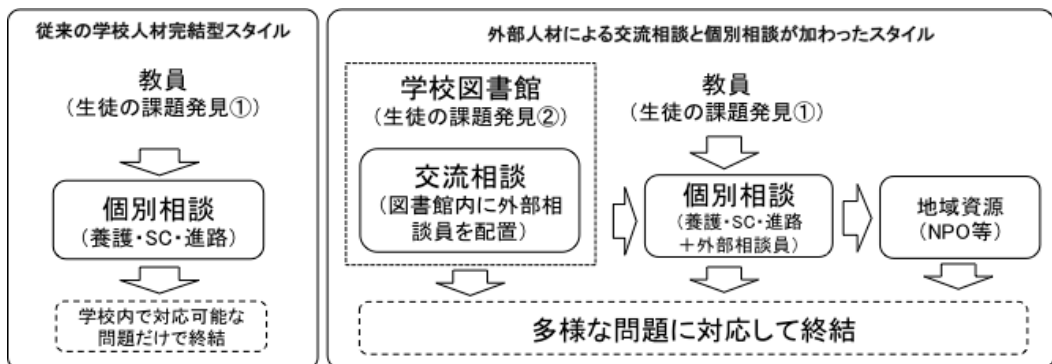 従来の学校人材完結型スタイル
教員
(生徒の課題発見①)
個別相談
(養護・SC・進路)
学校内で対応可能な
問題だけで終結
外部人材による交流相談と個別相談が加わったスタイル
学校図書館
(生徒の課題発見②)
交流相談
(図書館内に外部相
談員を配置)
教員
(生徒の課題発見①)
個別相談
(養護・SC・進路
+外部相談員)
地域資源
(NPO等)
多様な問題に対応して終結